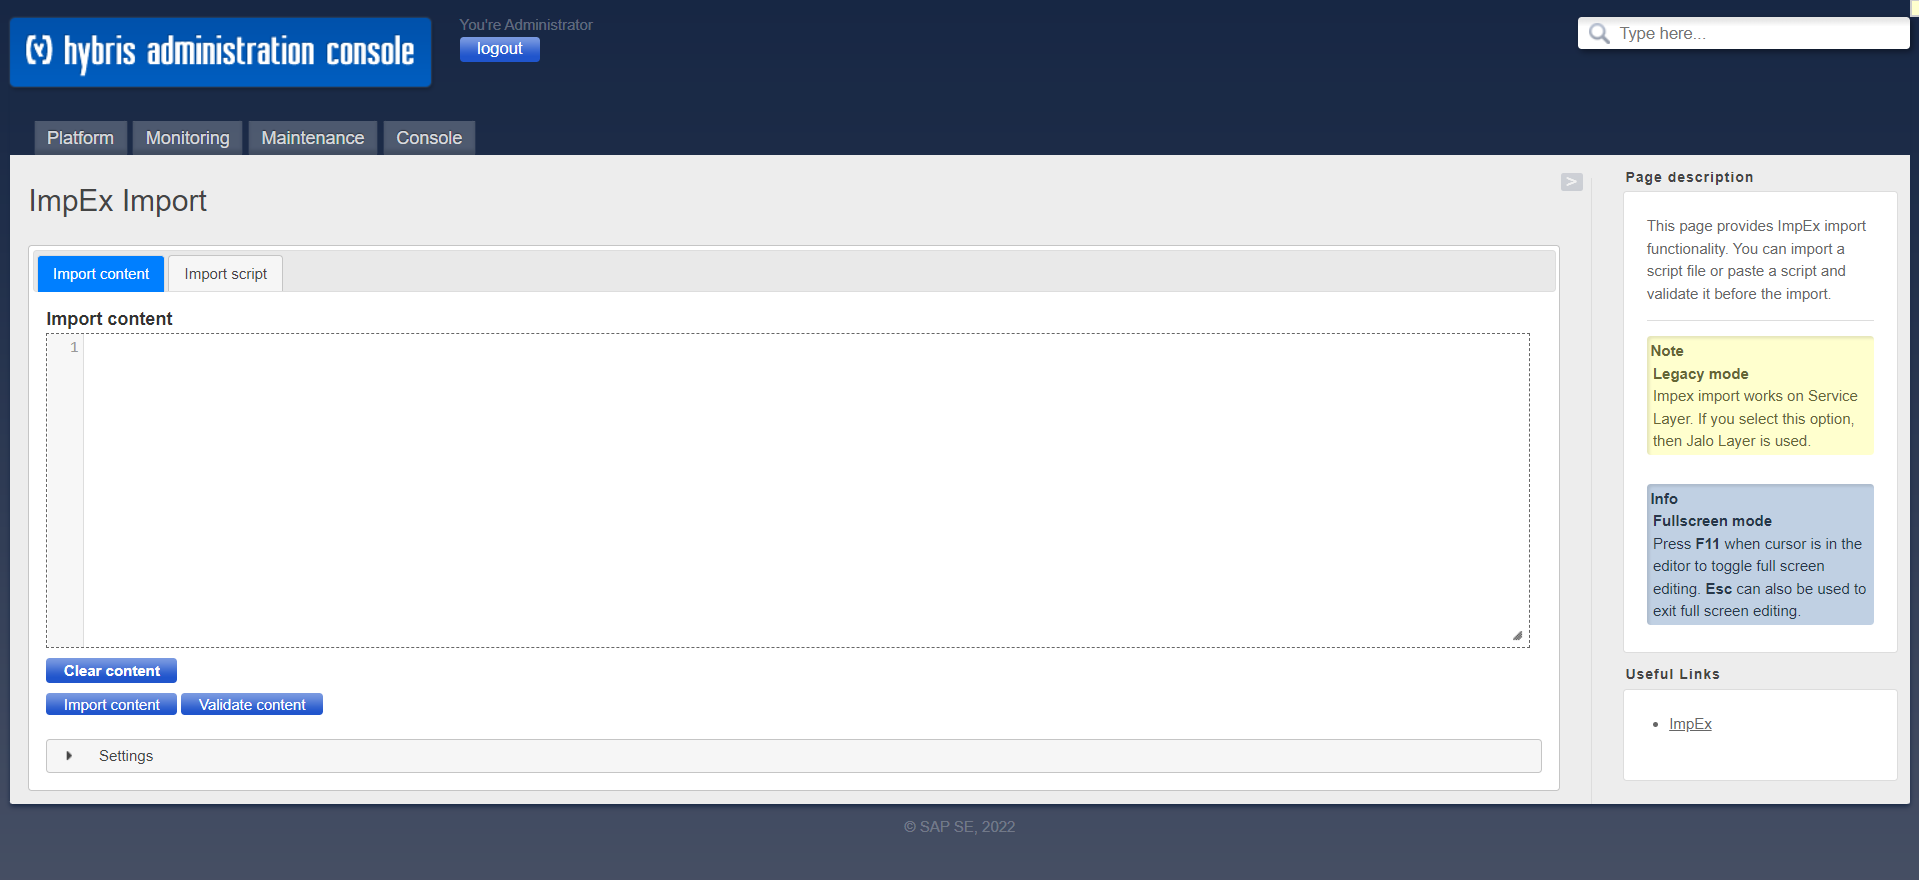 hybris administration console
You're Administrator
logout
Type here...
Platform
Monitoring
Maintenance
Console
ImpEx Import
>
Import content
Import script
Import content
1
Clear content
Import content
Validate content
Settings
Page description
This page provides ImpEx import
functionality. You can import a
script file or paste a script and
validate it before the import.
Note
Legacy mode
Impex import works on Service
Layer. If you select this option,
then Jalo Layer is used.
Info
Fullscreen mode
Press F11 when cursor is in the
editor to toggle full screen
editing. Esc can also be used to
exit full screen editing.
Useful Links
ImpEx
© SAP SE, 2022